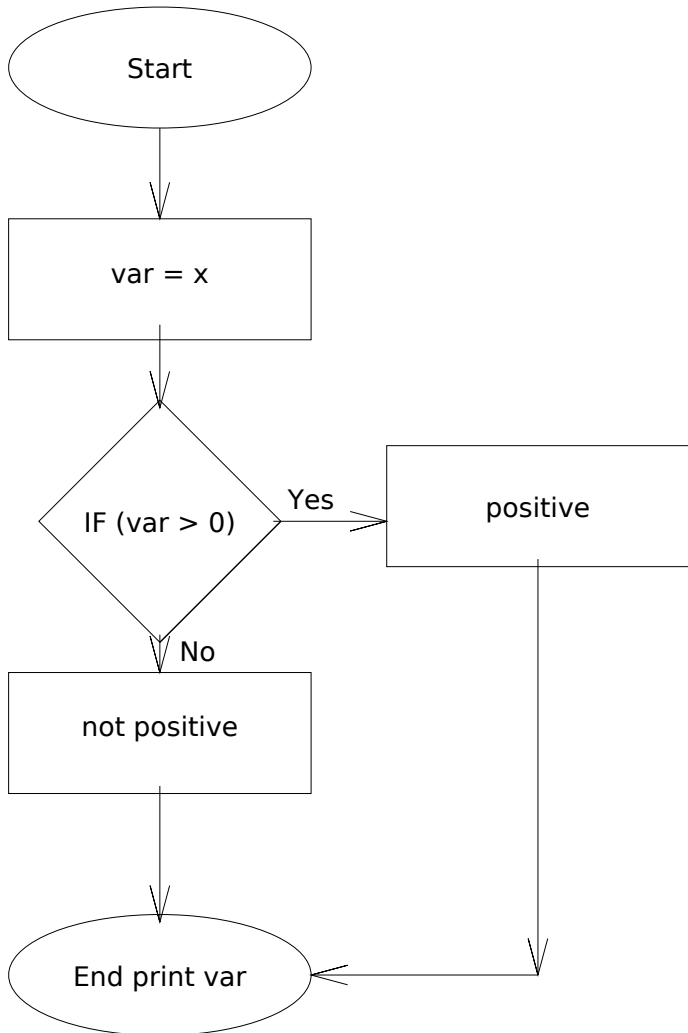 Start
var = x
IF (var > 0)
Yes
positive
No
not positive
End print var